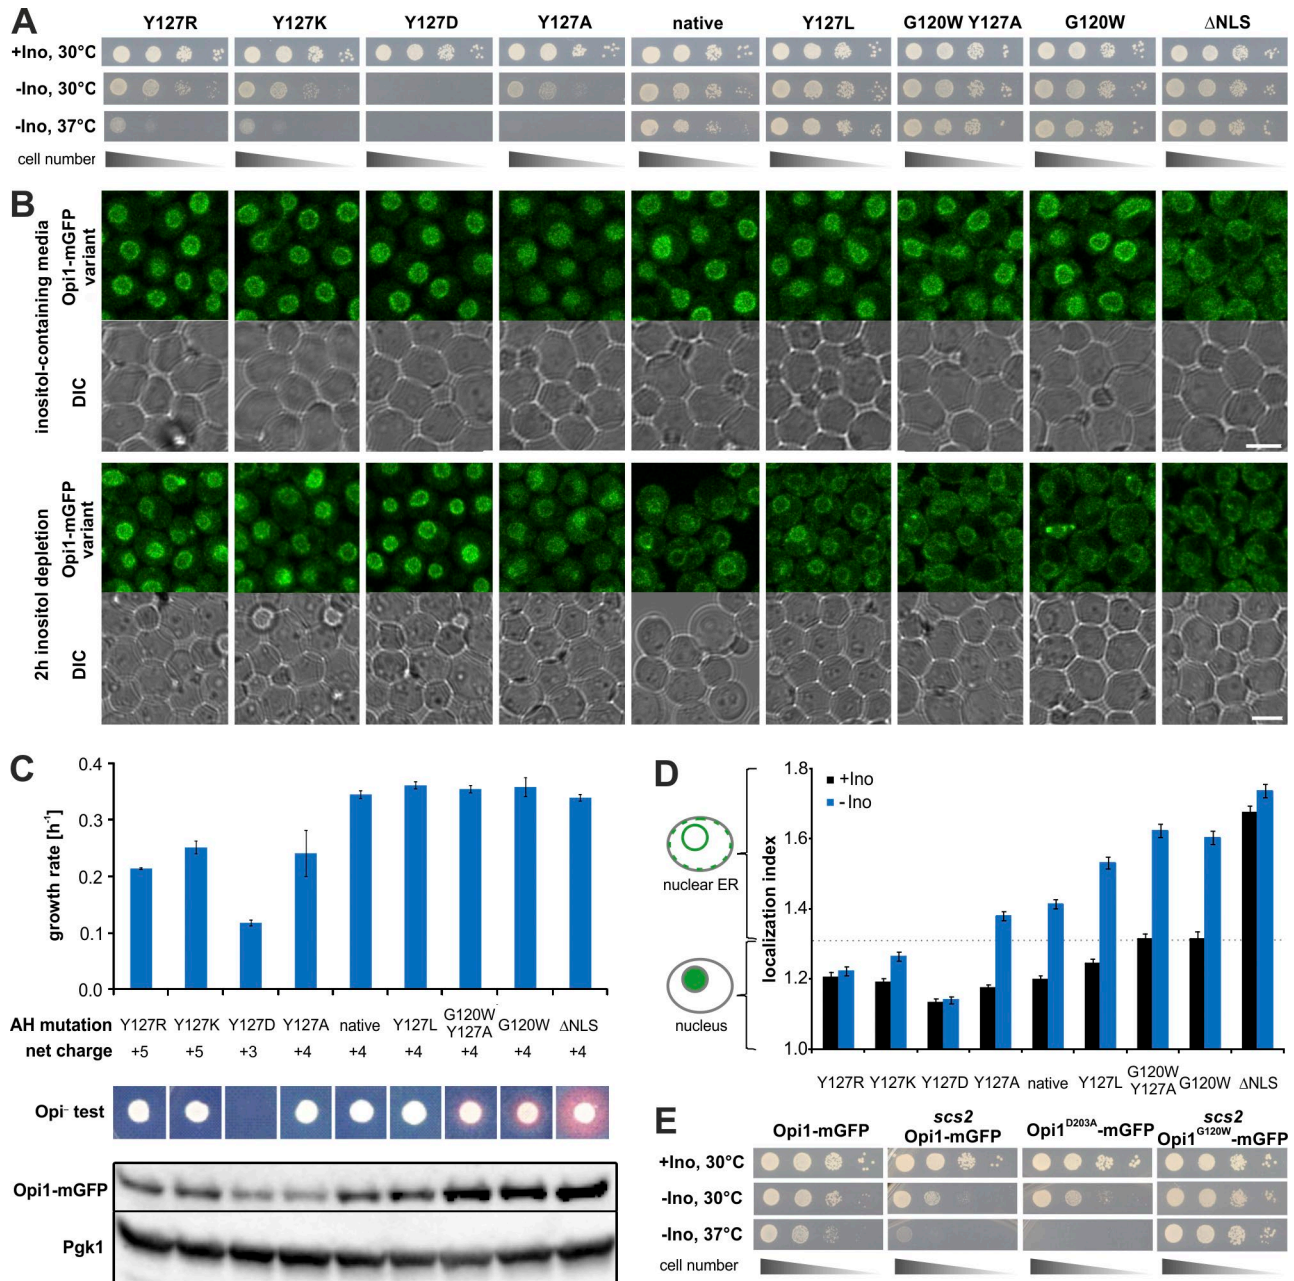 A
Y127R Y127K Y127D Y127A native Y127L G120W Y127A G120W ΔNLS
+Ino, 30°C
-Ino, 30°C
-Ino, 37°C
cell number
B
inositol-containing media
Opi1-mGFP
variant
DIC
2h inositol depletion
Opi1-mGFP
variant
DIC
C
growth rate [h⁻¹]
0.4
0.3
0.2
0.1
0.0
AH mutation Y127R Y127K Y127D Y127A native Y127L G120W Y127A G120W ΔNLS
net charge +5 +5 +3 +4 +4 +4 +4 +4 +4
Opi⁻ test
Opi1-mGFP
Pgk1
D
nuclear ER
nucleus
localization index
1.8
1.6
1.4
1.2
1.0
+Ino
-Ino
Y127R Y127K Y127D Y127A native Y127L G120W Y127A G120W ΔNLS
E
Opi1-mGFP
scs2
Opi1-mGFP
Opi1ᴰ²⁰³ᴬ-mGFP
scs2
Opi1ᴳ¹²⁰ᵂ-mGFP
+Ino, 30°C
-Ino, 30°C
-Ino, 37°C
cell number